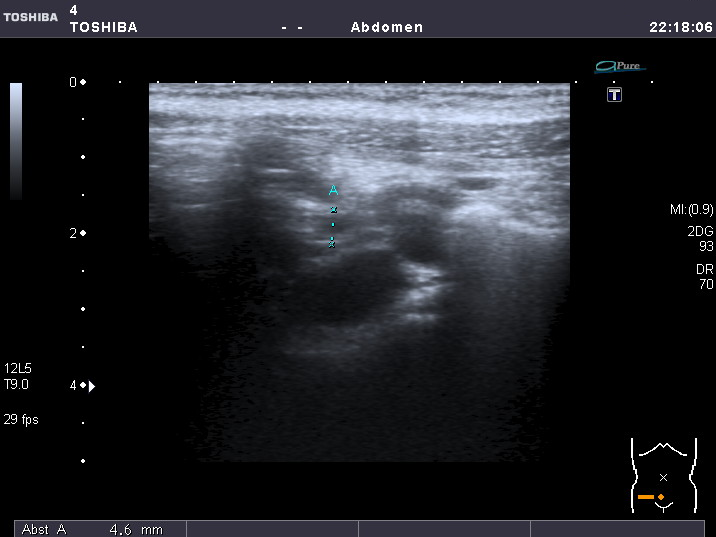 TOSHIBA
4
TOSHIBA - - Abdomen 22:18:06
APure
T
0
A
MI:(0.9)
2
2DG
93
DR
70
12L5
T9.0
4
29 fps
Abst A 4.6 mm